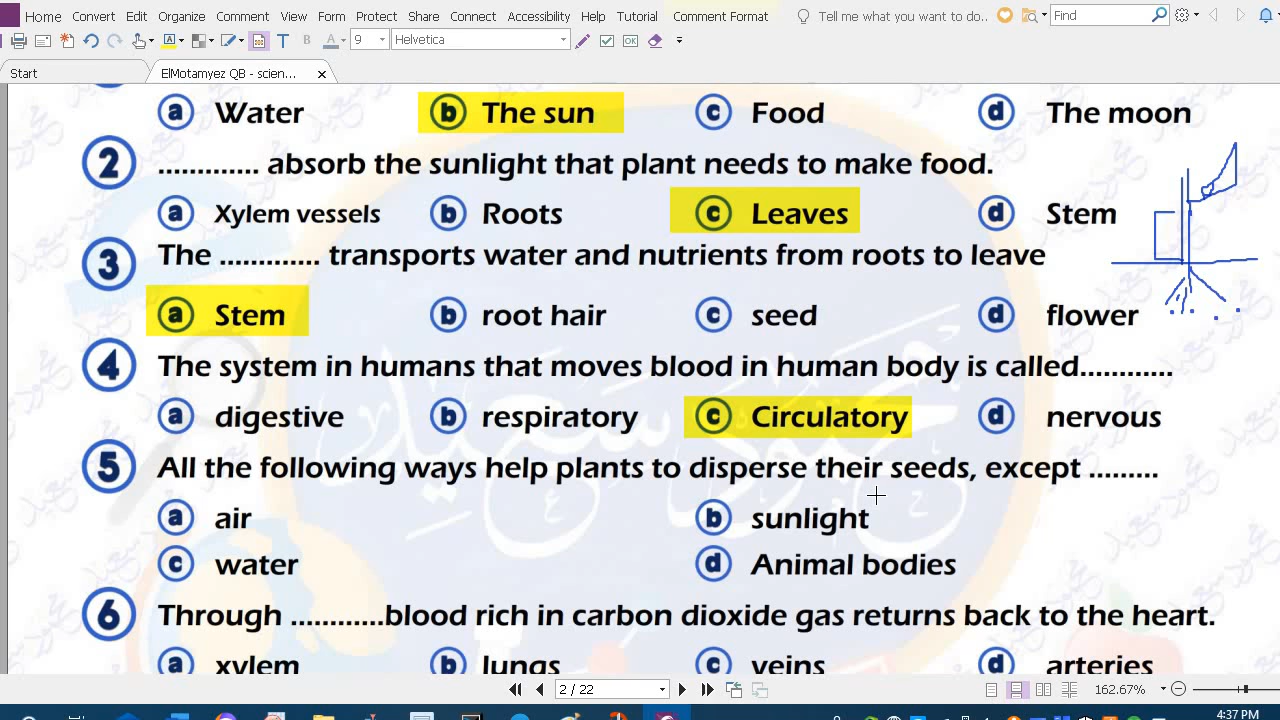 Home Comment View Edit Organize Comment View Form Protect Share Connect Accessibility Help Tutorial Comment Format Tell me what you want to do.. Find
9 Helvetica
Start ElMotamyez QB - scien...
a Water b The sun c Food d The moon
2 ............. absorb the sunlight that plant needs to make food.
a Xylem vessels b Roots c Leaves d Stem
3 The ............. transports water and nutrients from roots to leave
a Stem b root hair c seed d flower
4 The system in humans that moves blood in human body is called............
a digestive b respiratory c Circulatory d nervous
5 All the following ways help plants to disperse their seeds, except .........
a air b sunlight
c water d Animal bodies
6 Through ............blood rich in carbon dioxide gas returns back to the heart.
a xylem b lungs c veins d arteries
2 / 22 162.67%
4:37 PM